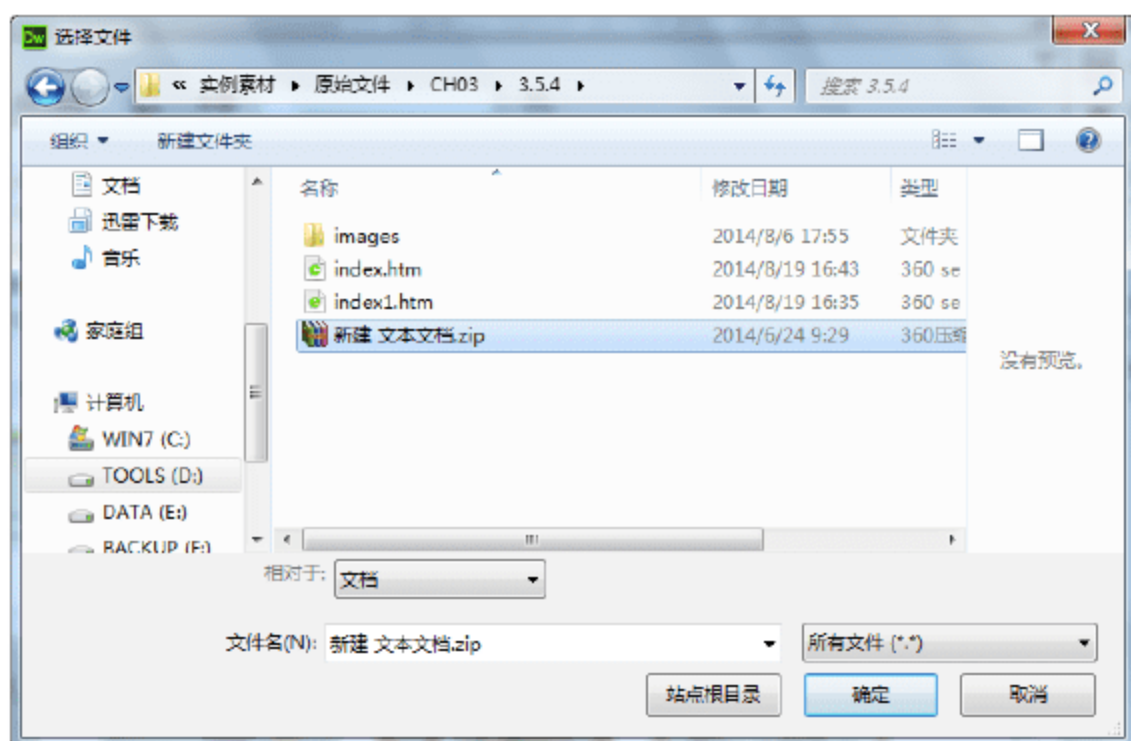 Dw 选择文件
« 实例素材 ▸ 原始文件 ▸ CH03 ▸ 3.5.4 ▸ 搜索 3.5.4
组织 新建文件夹
文档
迅雷下载
音乐
家庭组
计算机
WIN7 (C:)
TOOLS (D:)
DATA (E:)
BACKUP (F:)
名称 修改日期 类型
images 2014/8/6 17:55 文件夹
index.htm 2014/8/19 16:43 360 se
index1.htm 2014/8/19 16:35 360 se
新建 文本文档.zip 2014/6/24 9:29 360压缩
没有预览。
相对于: 文档
文件名(N): 新建 文本文档.zip 所有文件 (*.*)
站点根目录 确定 取消